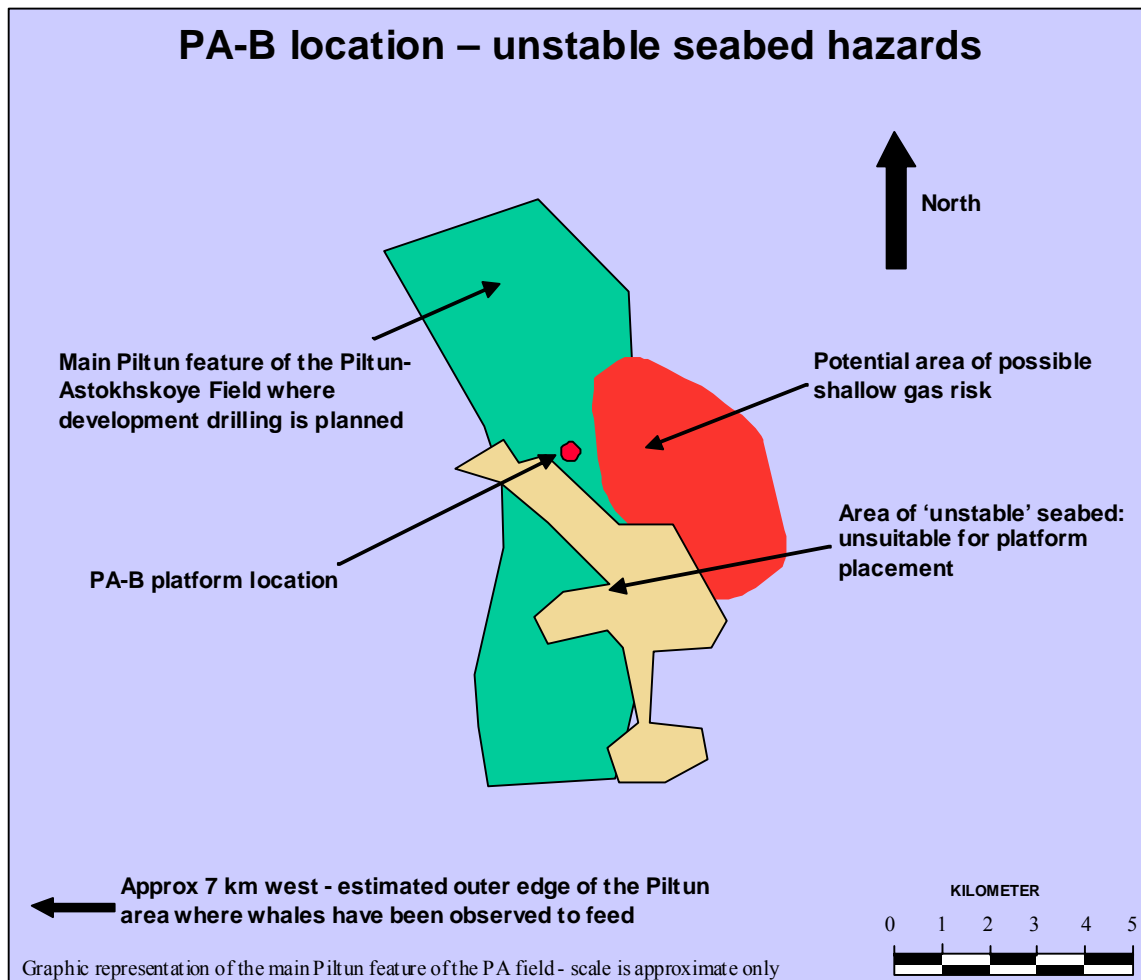 PA-B location – unstable seabed hazards
North
Main Piltun feature of the Piltun-
Astokhskoye Field where
development drilling is planned
Potential area of possible
shallow gas risk
Area of ‘unstable’ seabed:
unsuitable for platform
placement
PA-B platform location
Approx 7 km west - estimated outer edge of the Piltun
area where whales have been observed to feed
KILOMETER
0 1 2 3 4 5
Graphic representation of the main Piltun feature of the PA field - scale is approximate only